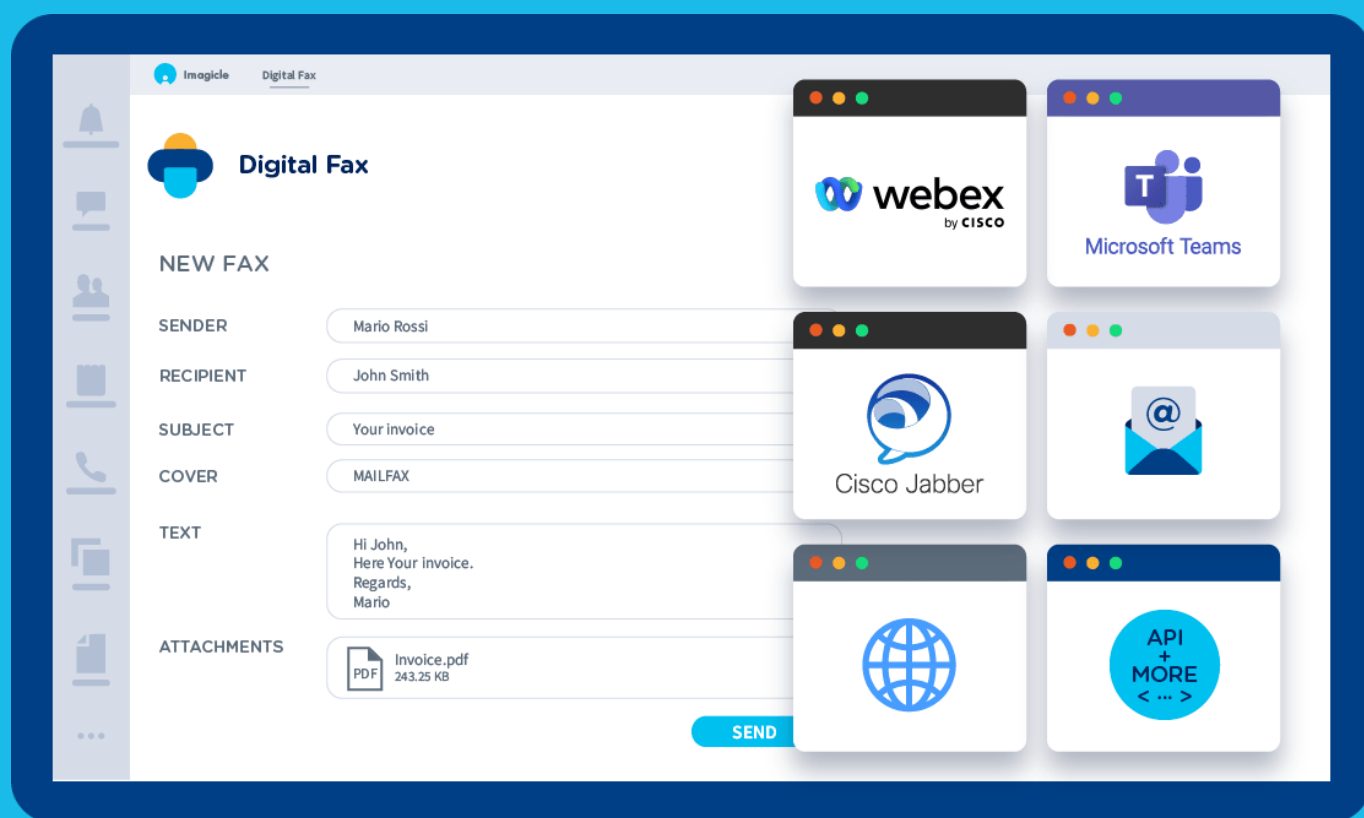 Imagicle Digital Fax
Digital Fax
NEW FAX
SENDER Mario Rossi
RECIPIENT John Smith
SUBJECT Your invoice
COVER MAILFAX
TEXT
Hi John,
Here Your invoice.
Regards,
Mario
ATTACHMENTS
PDF
Invoice.pdf
243.25 KB
SEND
webex
by CISCO
T
Microsoft Teams
Cisco Jabber
@
API
+
MORE
< ... >